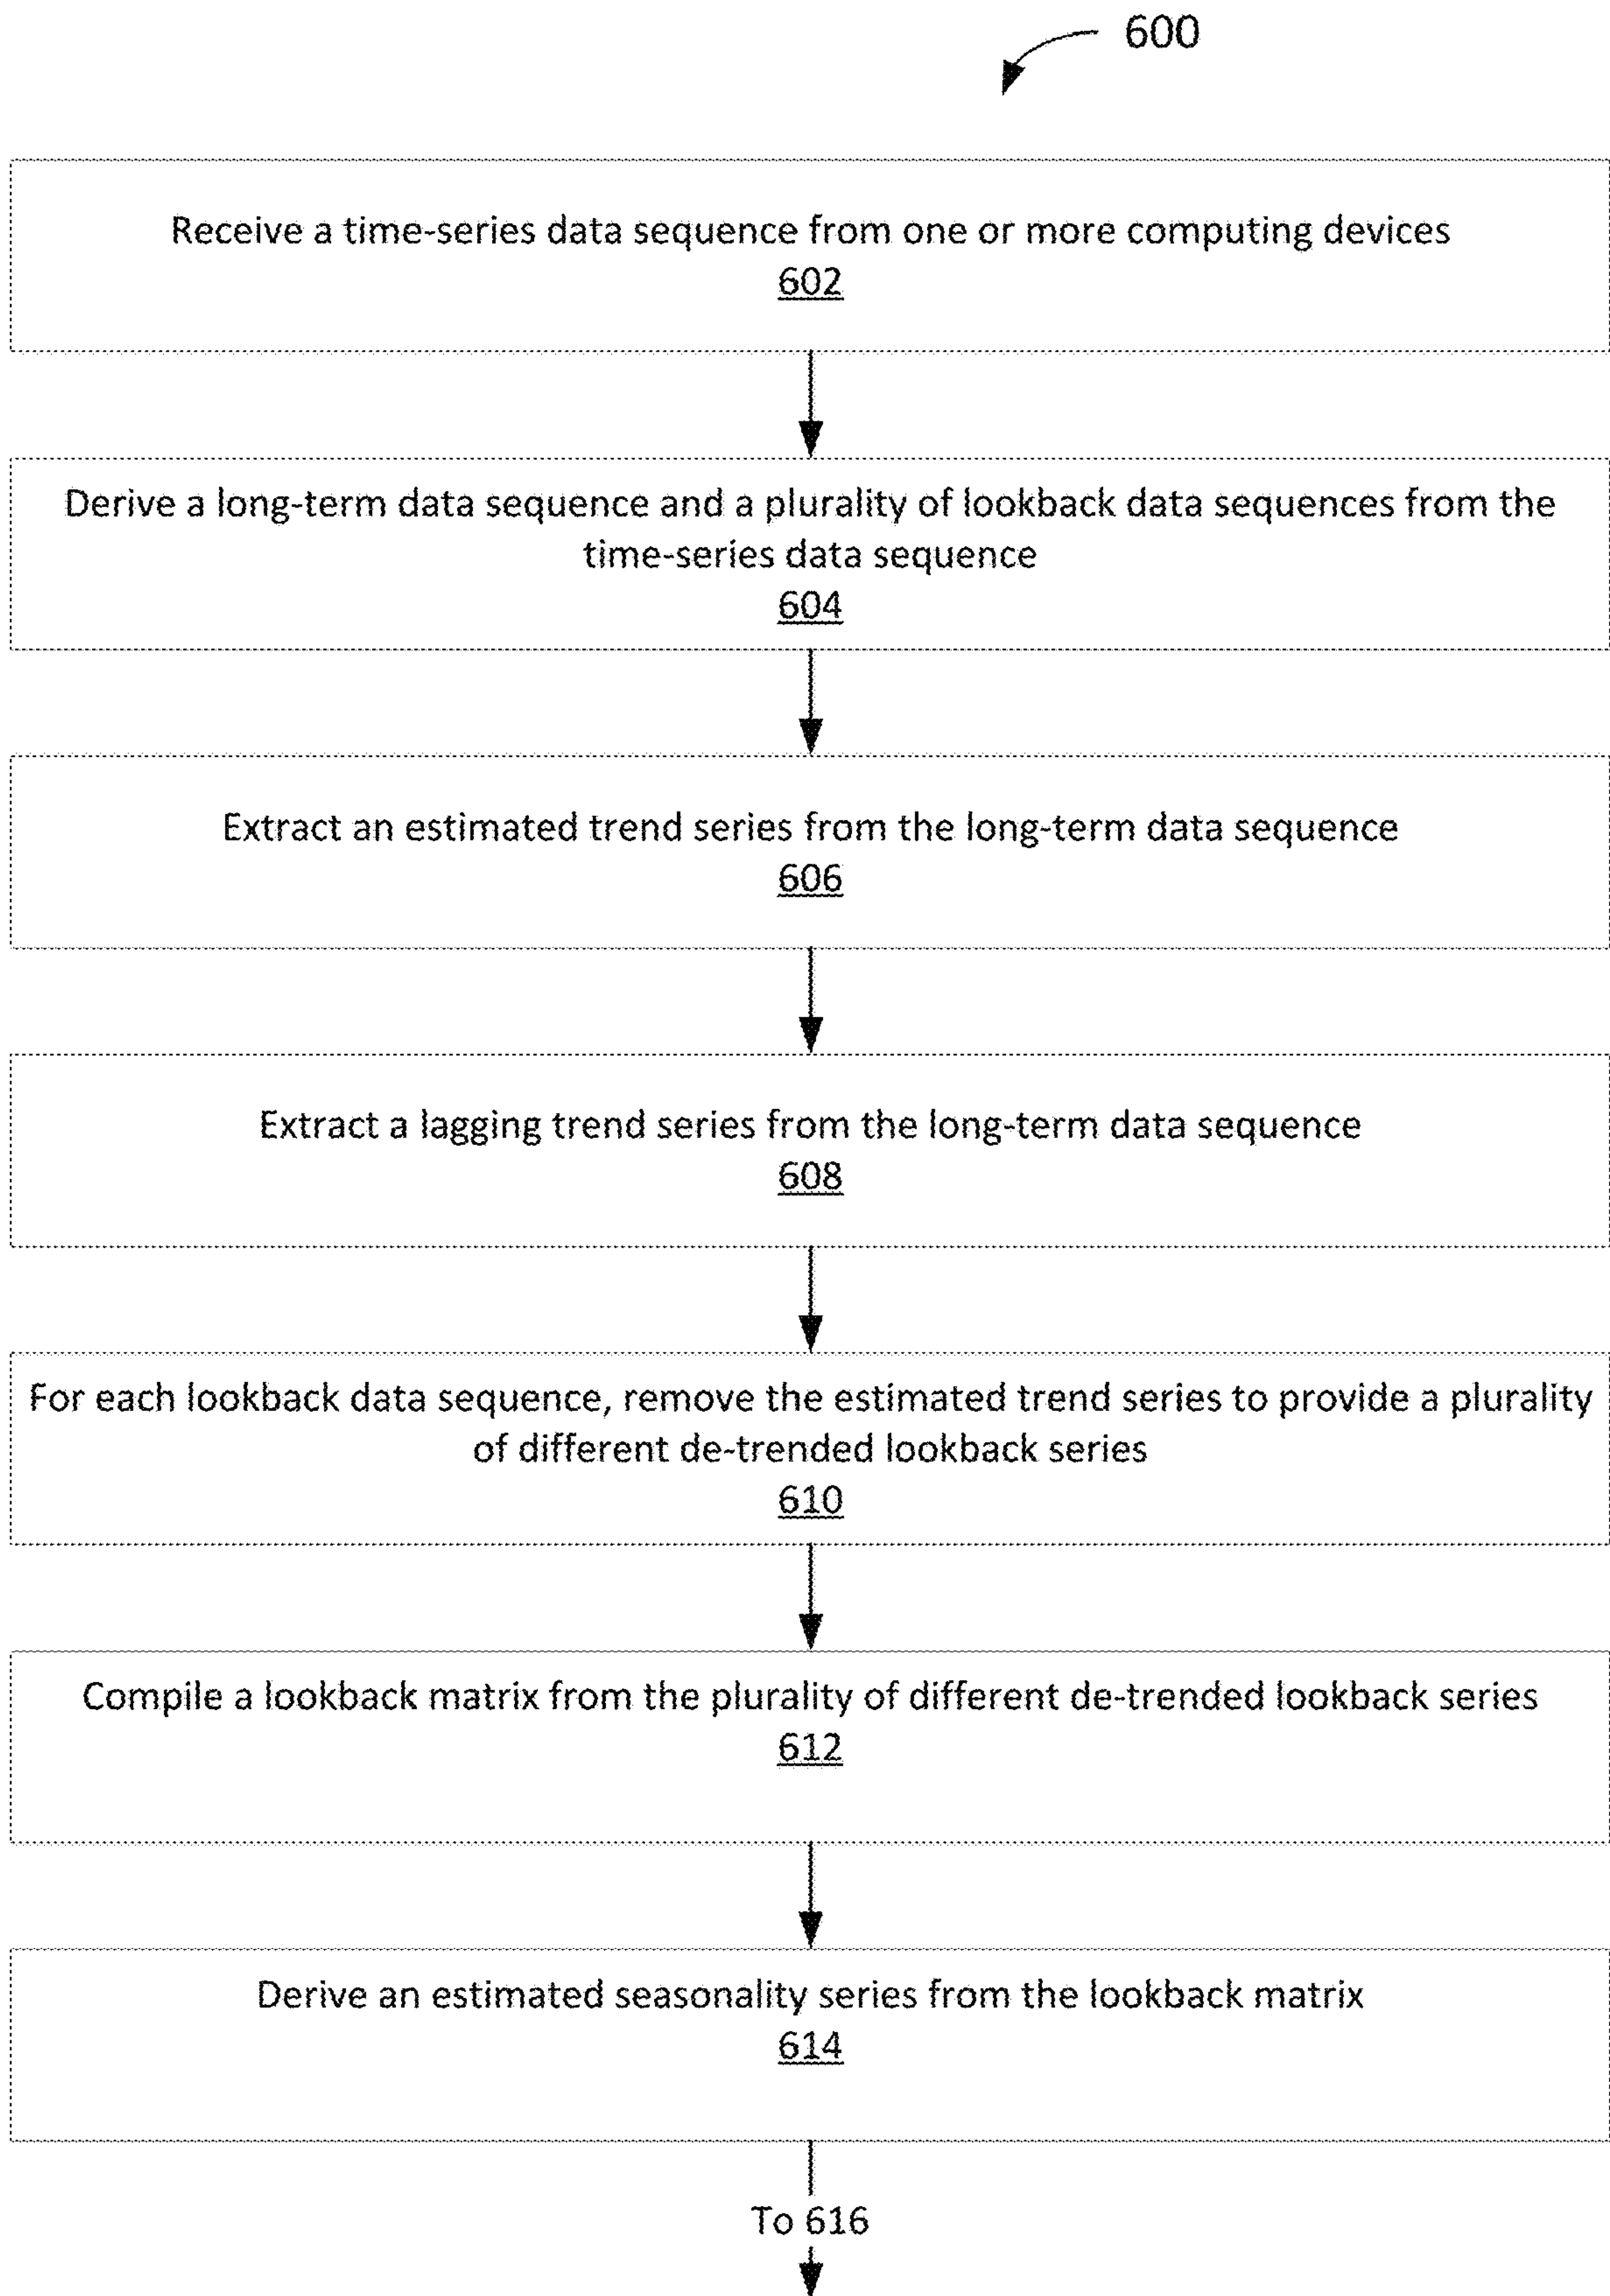 600
Receive a time-series data sequence from one or more computing devices
602
Derive a long-term data sequence and a plurality of lookback data sequences from the
time-series data sequence
604
Extract an estimated trend series from the long-term data sequence
606
Extract a lagging trend series from the long-term data sequence
608
For each lookback data sequence, remove the estimated trend series to provide a plurality
of different de-trended lookback series
610
Compile a lookback matrix from the plurality of different de-trended lookback series
612
Derive an estimated seasonality series from the lookback matrix
614
To 616